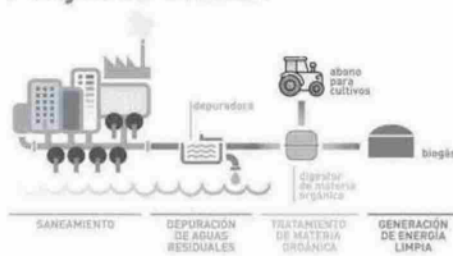 abono
para
cultivos
depuradora
biogás
digestor
de materia
orgánica
SANEAMIENTO
DEPURACIÓN
DE AGUAS
RESIDUALES
TRATAMIENTO
DE MATERIA
ORGÁNICA
GENERACIÓN
DE ENERGÍA
LIMPIA